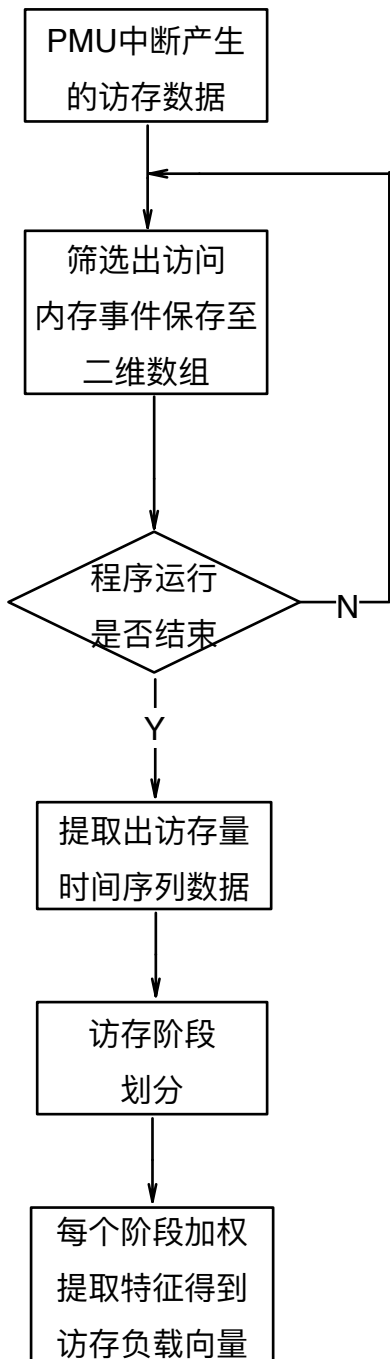 PMU中断产生
的访存数据
筛选出访问
内存事件保存至
二维数组
程序运行
是否结束
N
Y
提取出访存量
时间序列数据
访存阶段
划分
每个阶段加权
提取特征得到
访存负载向量